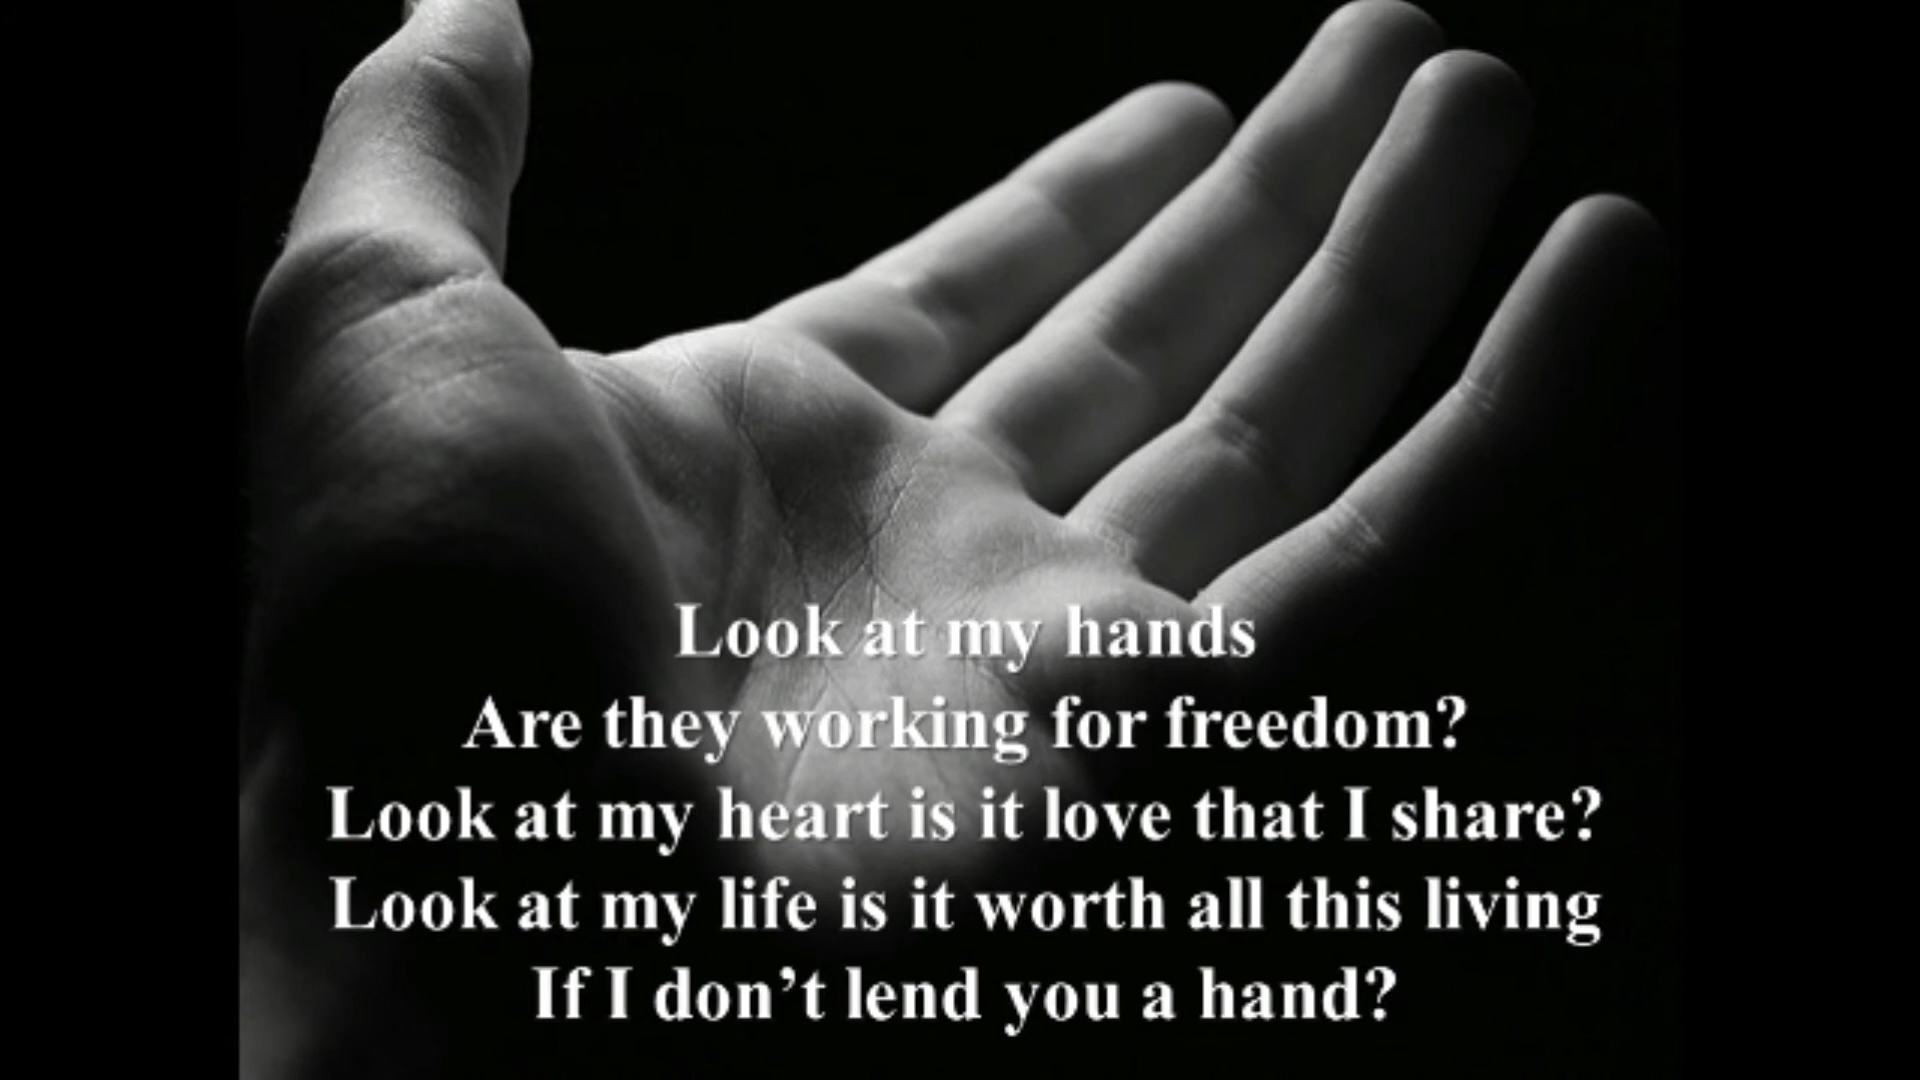 Look at my hands
Are they working for freedom?
Look at my heart is it love that I share?
Look at my life is it worth all this living
If I don’t lend you a hand?